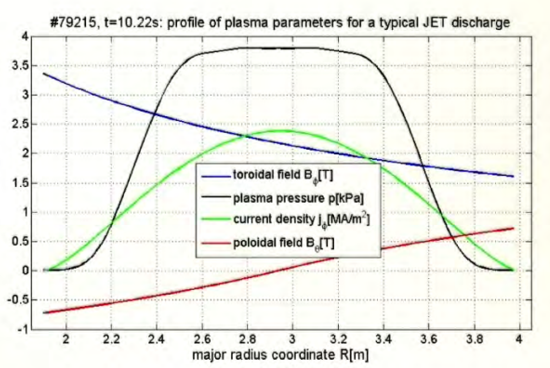 #79215, t=10.22s: profile of plasma parameters for a typical JET discharge
4
3.5
3
2.5
2
1.5
1
0.5
0
-0.5
-1
toroidal field Bϕ[T]
plasma pressure p[kPa]
current density jϕ[MA/m²]
poloidal field Bθ[T]
2 2.2 2.4 2.6 2.8 3 3.2 3.4 3.6 3.8 4
major radius coordinate R[m]